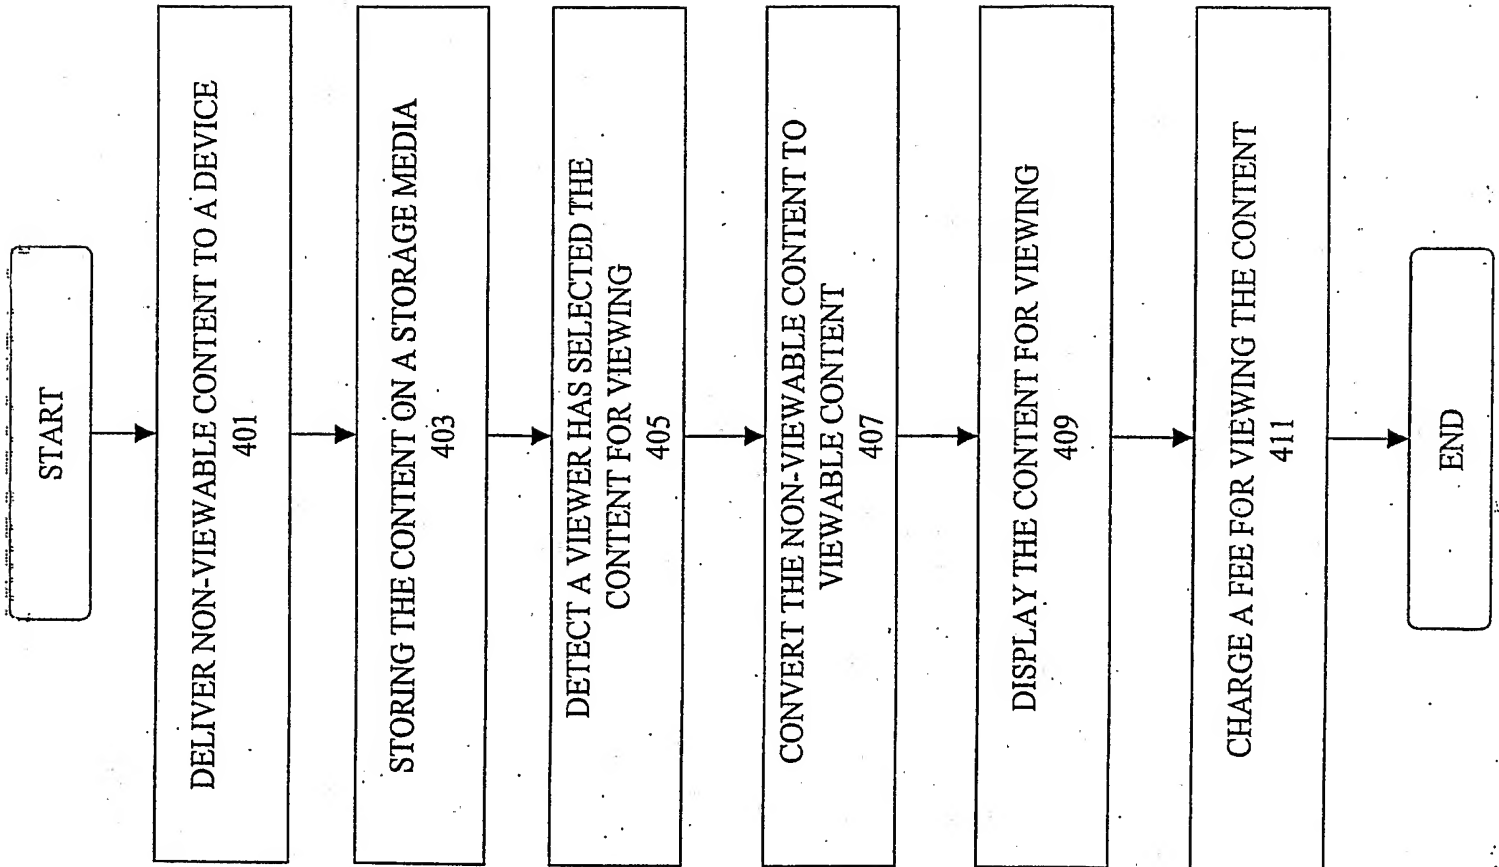 START
DELIVER NON-VIEWABLE CONTENT TO A DEVICE
401
STORING THE CONTENT ON A STORAGE MEDIA
403
DETECT A VIEWER HAS SELECTED THE
CONTENT FOR VIEWING
405
CONVERT THE NON-VIEWABLE CONTENT TO
VIEWABLE CONTENT
407
DISPLAY THE CONTENT FOR VIEWING
409
CHARGE A FEE FOR VIEWING THE CONTENT
411
END